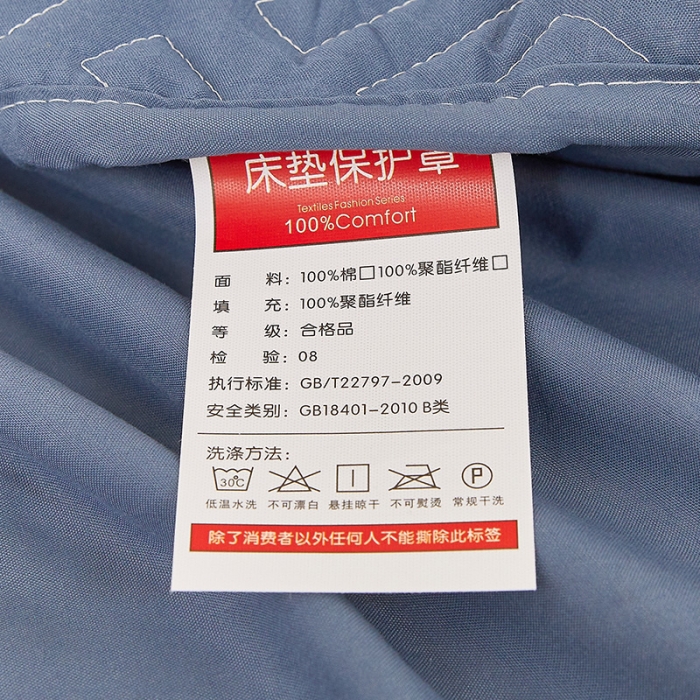 床垫保护罩
Textiles Fashion Series
100%Comfort
面 料：100%棉□100%聚酯纤维□
填 充：100%聚酯纤维
等 级：合格品
检 验：08
执行标准：GB/T22797-2009
安全类别：GB18401-2010 B类
洗涤方法：
30℃ P
低温水洗 不可漂白 悬挂晾干 不可熨烫 常规干洗
除了消费者以外任何人不能撕除此标签